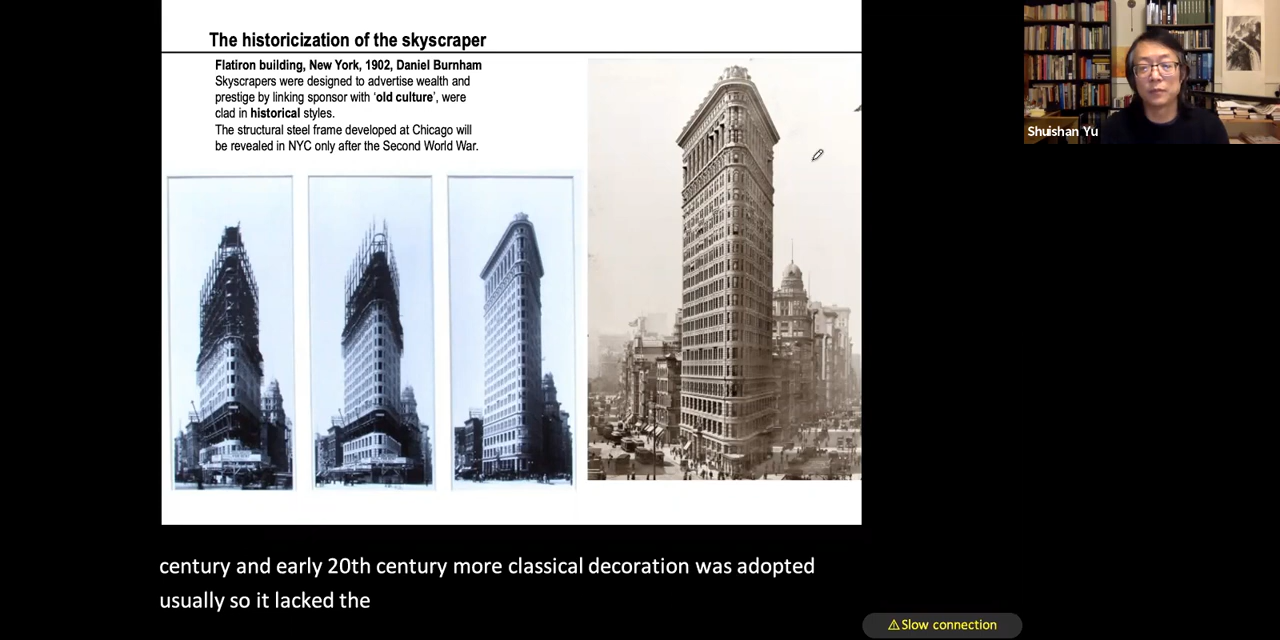 The historicization of the skyscraper
Flatiron building, New York, 1902, Daniel Burnham
Skyscrapers were designed to advertise wealth and
prestige by linking sponsor with ‘old culture’, were
clad in historical styles.
The structural steel frame developed at Chicago will
be revealed in NYC only after the Second World War.
Shuishan Yu
century and early 20th century more classical decoration was adopted
usually so it lacked the
⚠Slow connection